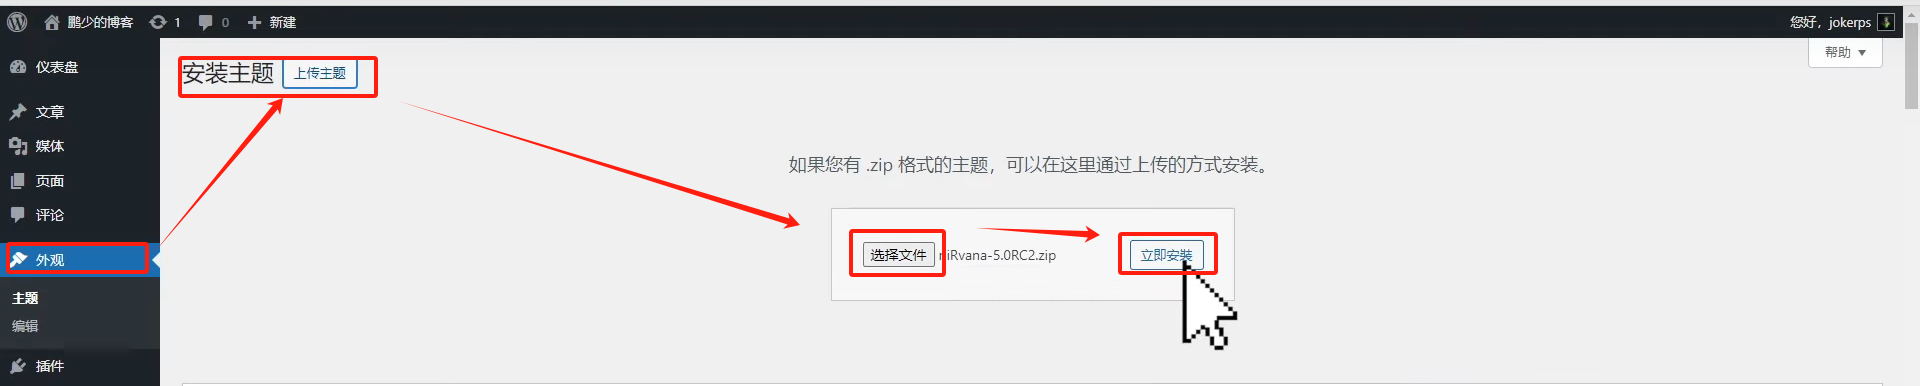 鹏少的博客 1 0 新建 您好，jokerps
帮助
仪表盘
文章
媒体
页面
评论
外观
主题
编辑
插件
安装主题 上传主题
如果您有 .zip 格式的主题，可以在这里通过上传的方式安装。
选择文件 niRvana-5.0RC2.zip 立即安装